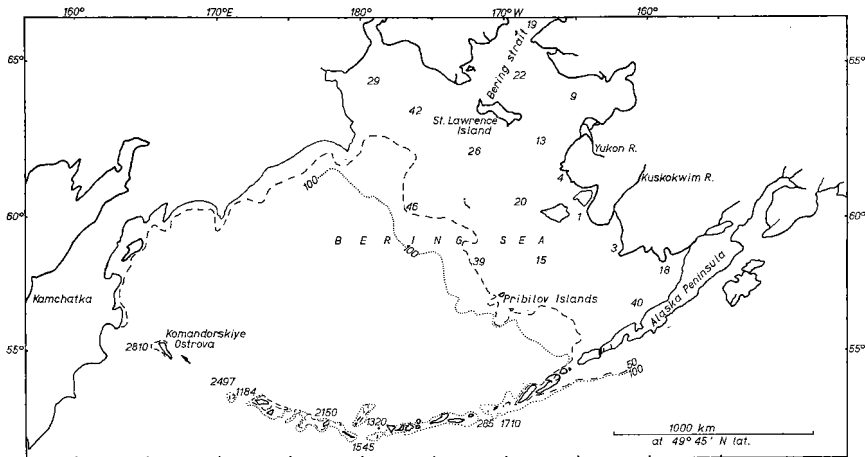 170°E 180° 170°W 160°
19
65° 65°
Bering strait
29 22
9
42
St. Lawrence
Island
13
26
Yukon R.
100
4 Kuskokwim R.
60° 46 20 60°
1
B E R I N G S E A
100
3
39 15
18
Kamchatka Pribilov Islands 40
Alaska Peninsula
Komandorskiye
Ostrova
55° 2810 55°
50
100
2497
1184
2150 1320 285 1710
1545
1000 km
at 49° 45' N lat.